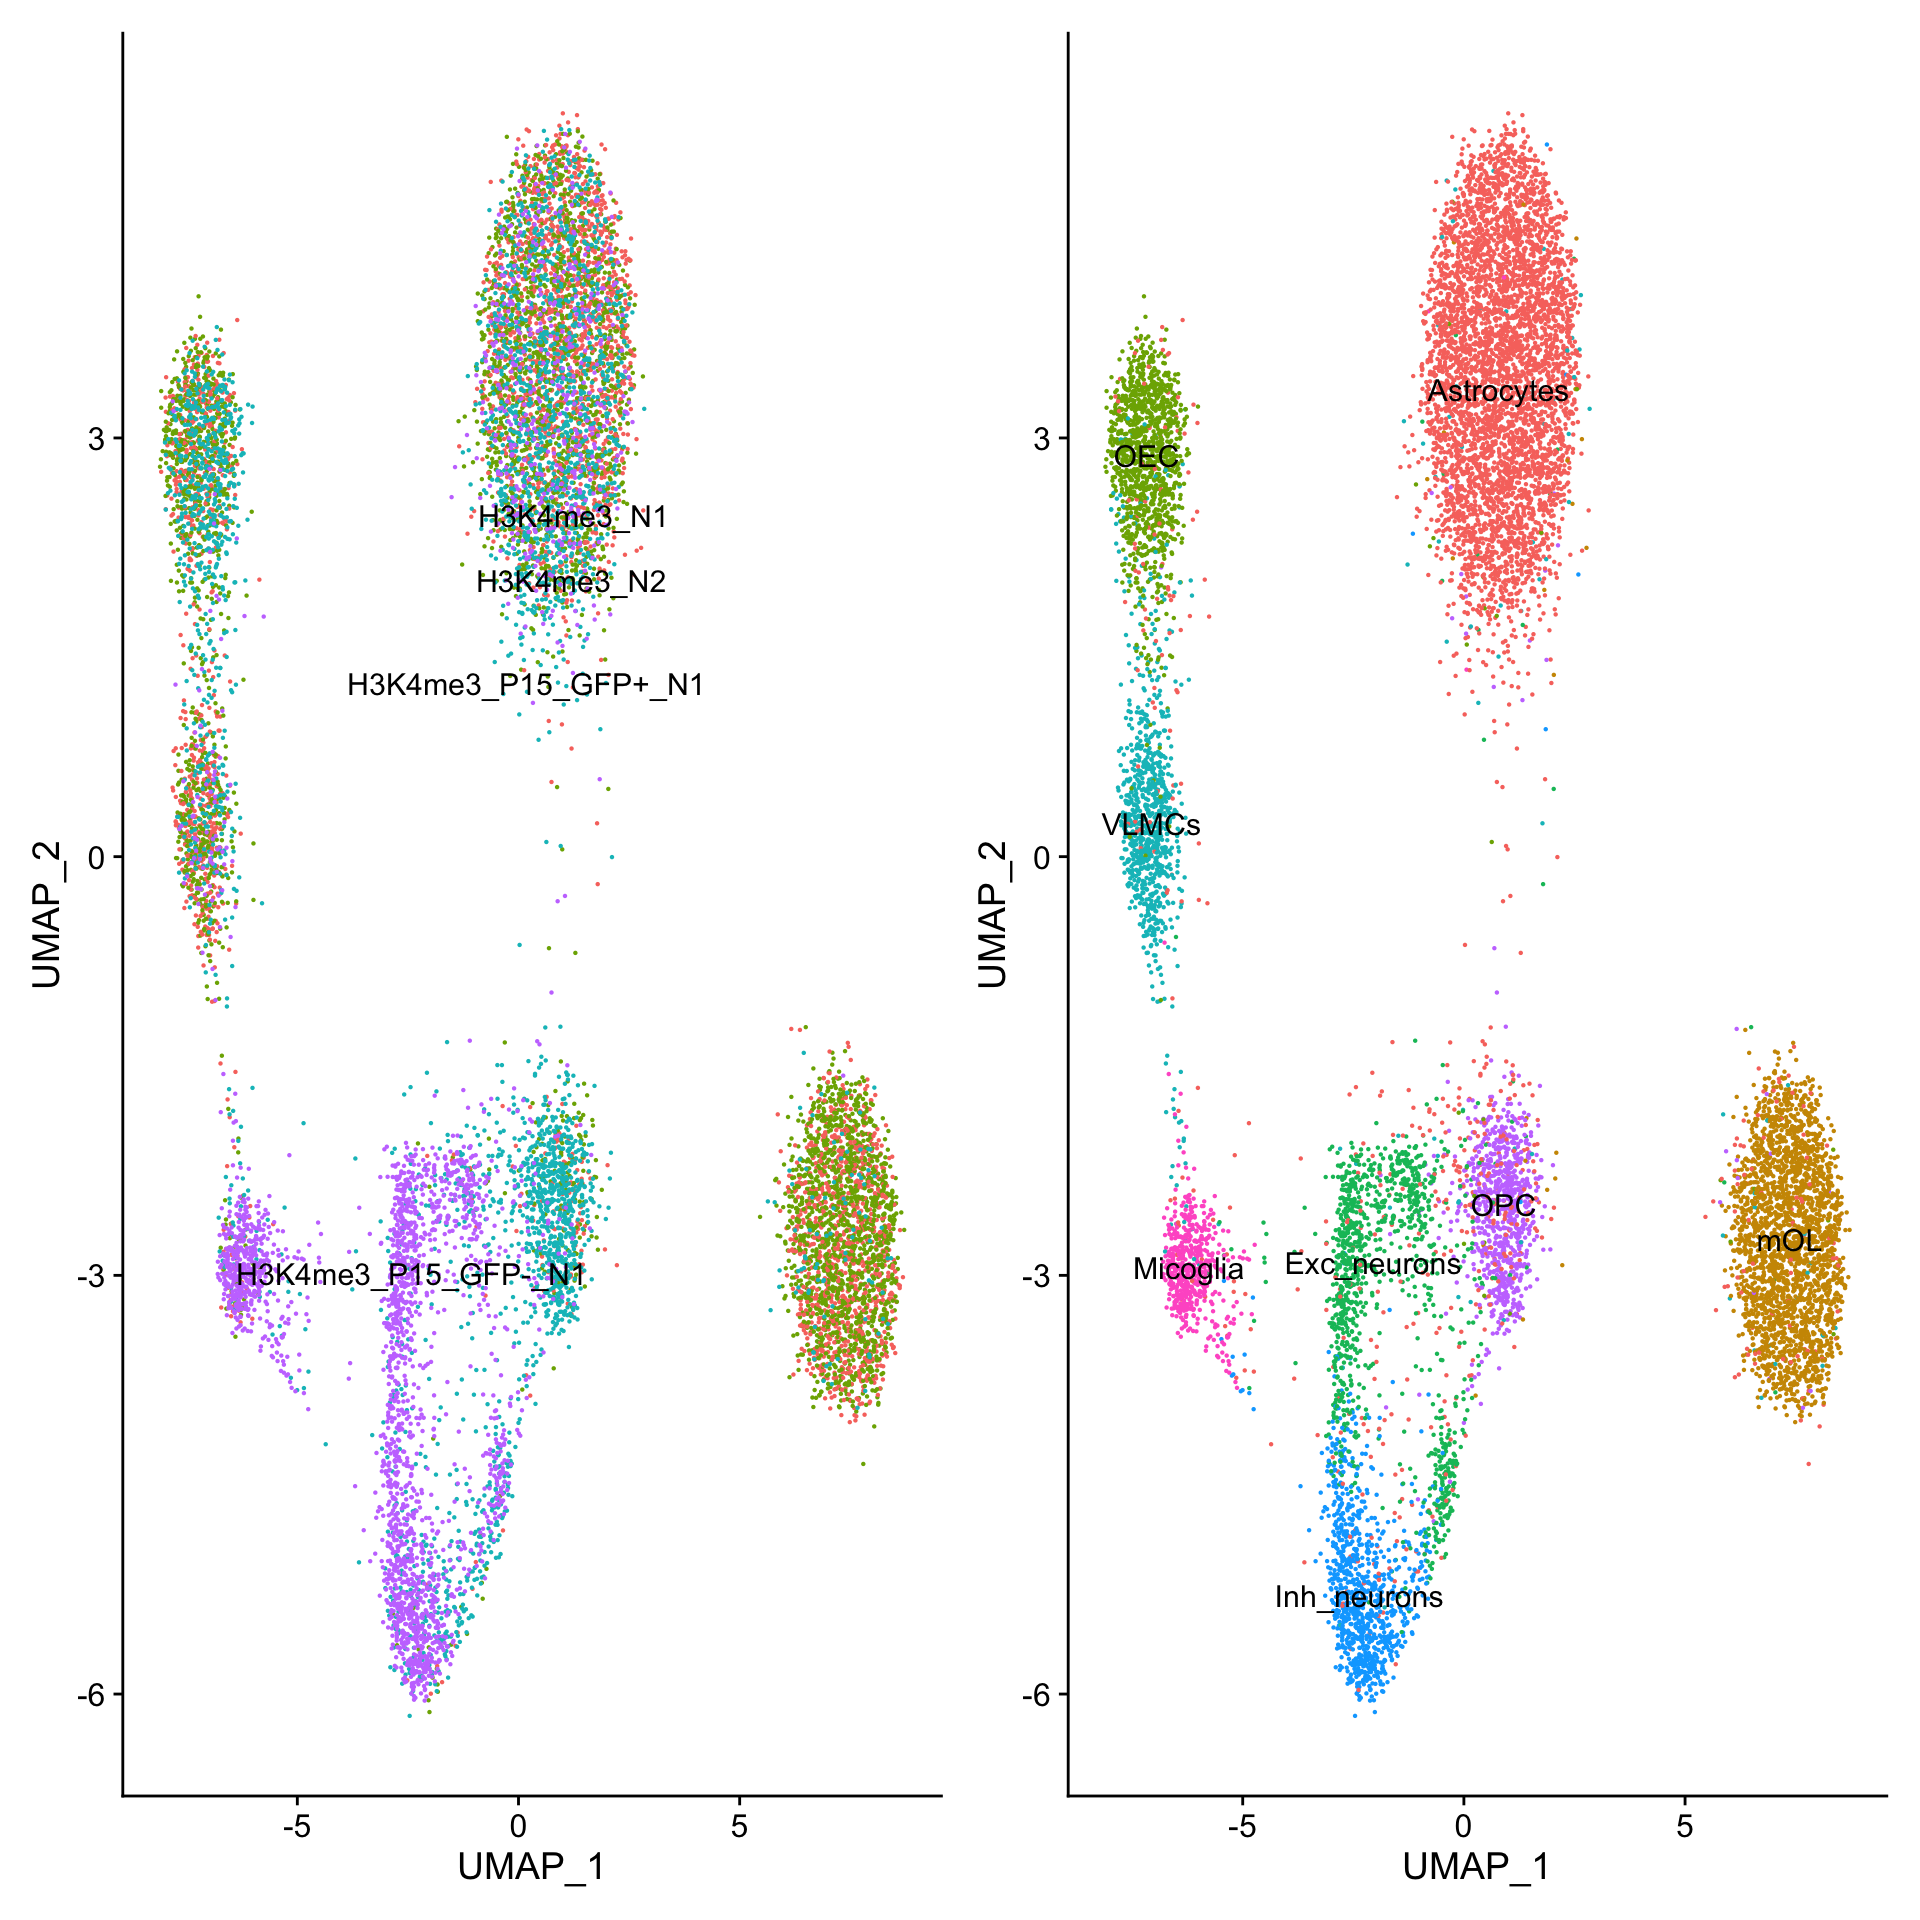 UMAP_2
3
0
-3
-6
H3K4me3_N1
H3K4me3_N2
H3K4me3_P15_GFP+_N1
H3K4me3_P15_GFP-_N1
-5
0
5
UMAP_1
UMAP_2
3
0
-3
-6
Astrocytes
OEC
VLMCs
OPC
mOL
Micoglia
Exc_neurons
Inh_neurons
-5
0
5
UMAP_1